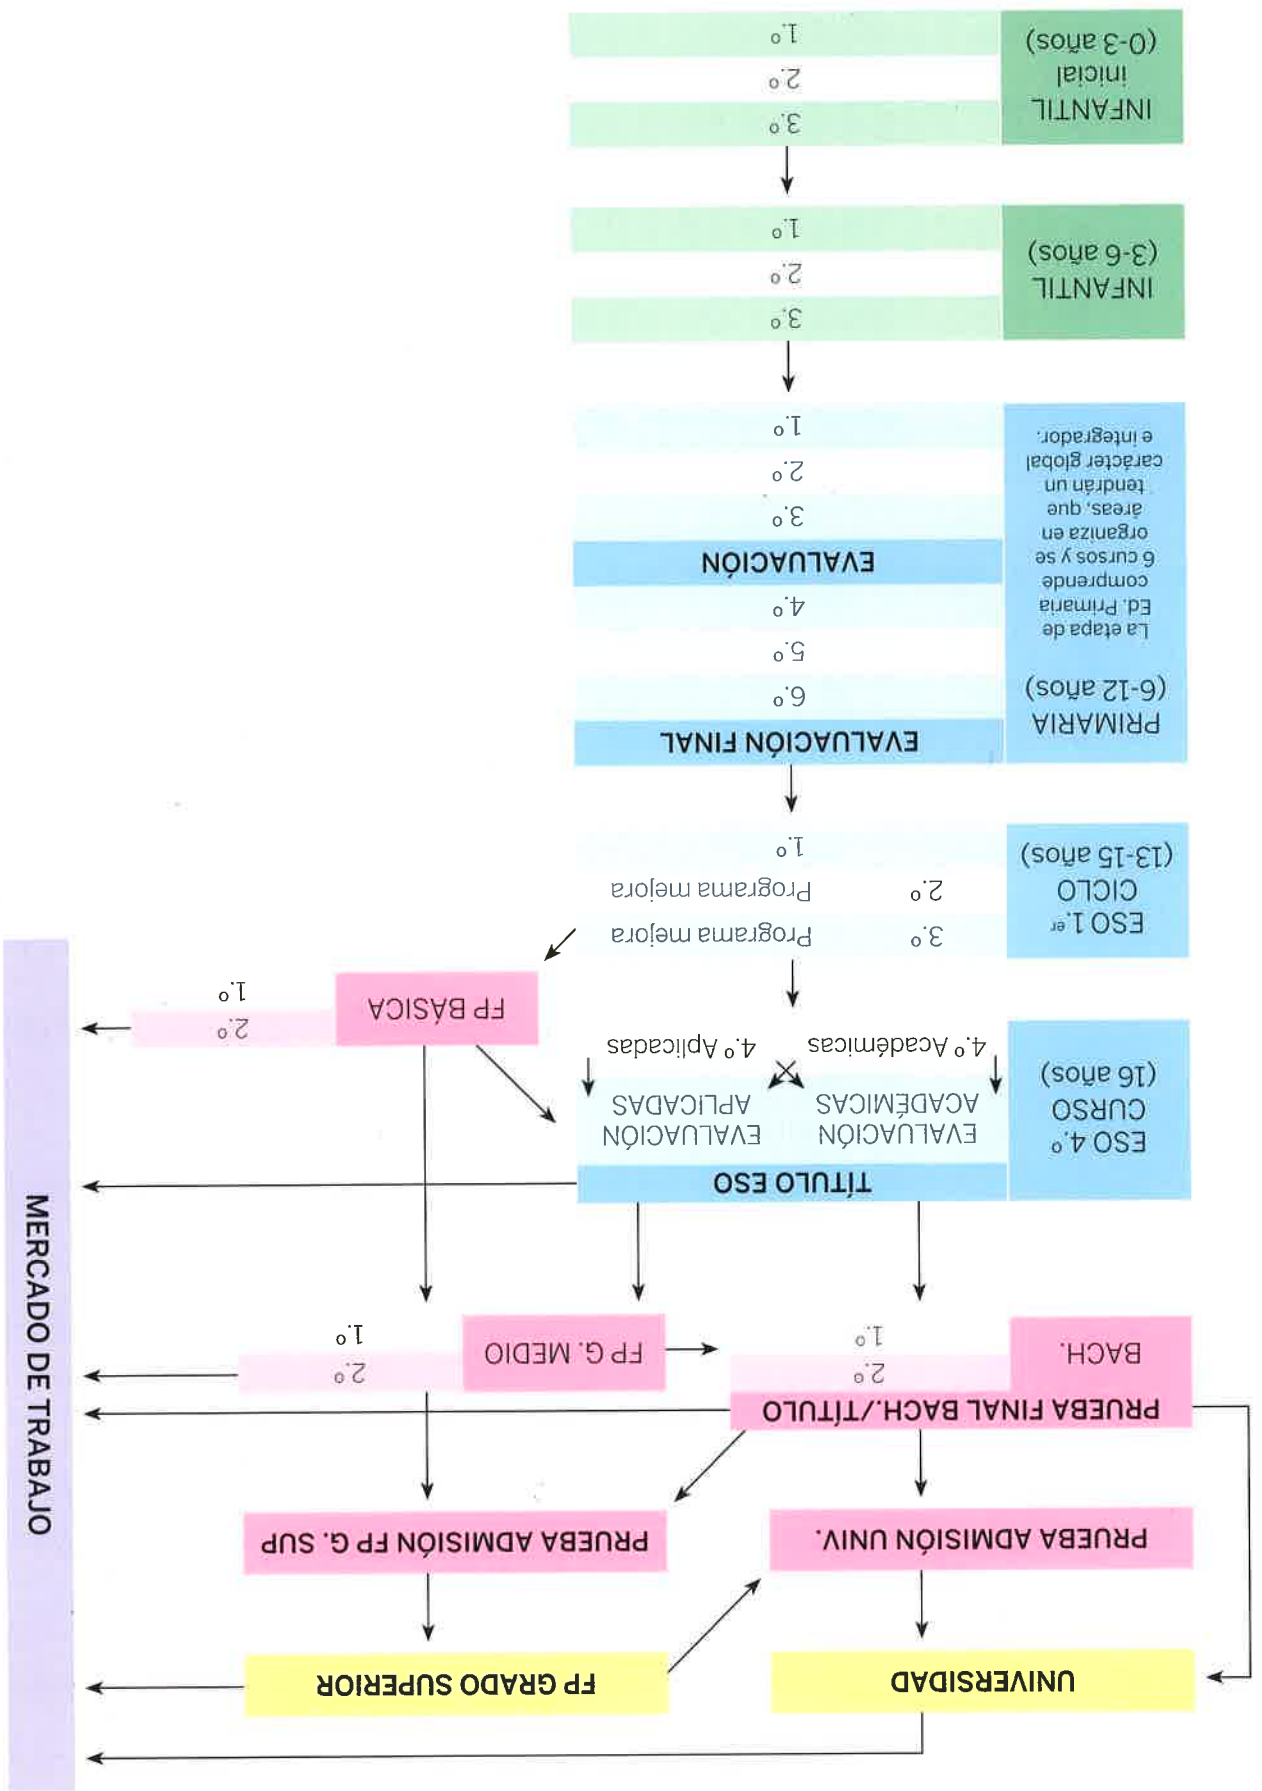 UNIVERSIDAD
FP GRADO SUPERIOR
PRUEBA ADMISIÓN UNIV.
PRUEBA ADMISIÓN FP G. SUP
PRUEBA FINAL BACH./TÍTULO
BACH.
2.º
1.º
FP G. MEDIO
2.º
1.º
ESO 4.º
CURSO
(16 años)
TÍTULO ESO
EVALUACIÓN
ACADÉMICAS
EVALUACIÓN
APLICADAS
4.º Académicas
4.º Aplicadas
FP BÁSICA
2.º
1.º
ESO 1.er
CICLO
(13-15 años)
3.º Programa mejora
2.º Programa mejora
1.º
PRIMARIA
(6-12 años)
La etapa de
Ed. Primaria
comprende
6 cursos y se
organiza en
áreas, que
tendrán un
carácter global
e integrador.
EVALUACIÓN FINAL
6.º
5.º
4.º
EVALUACIÓN
3.º
2.º
1.º
INFANTIL
(3-6 años)
3.º
2.º
1.º
INFANTIL
inicial
(0-3 años)
3.º
2.º
1.º
MERCADO DE TRABAJO